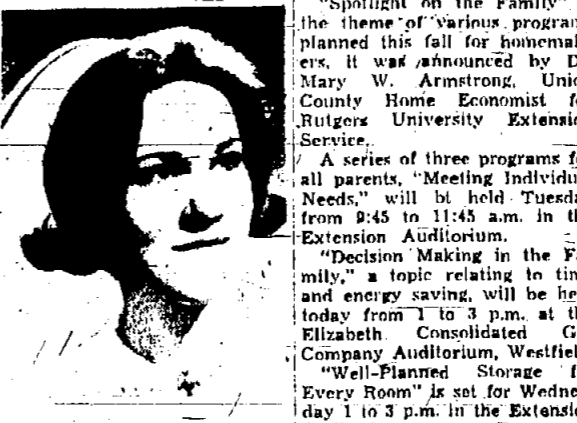 "Spotlight on the Family"
the theme of various program
planned this fall for homemak
ers, it was announced by D
Mary W. Armstrong, Unio
County Home Economist fo
Rutgers University Extensio
Service.
A series of three programs fo
all parents, "Meeting Individu
Needs," will bt held Tuesda
from 9:45 to 11:45 a.m. in th
Extension Auditorium.
"Decision Making in the Fa
mily," a topic relating to tim
and energy saving, will be he
today from 1 to 3 p.m. at th
Elizabeth Consolidated G
Company Auditorium, Westfiel
"Well-Planned Storage f
Every Room" is set for Wedne
day 1 to 3 p.m. in the Extensio